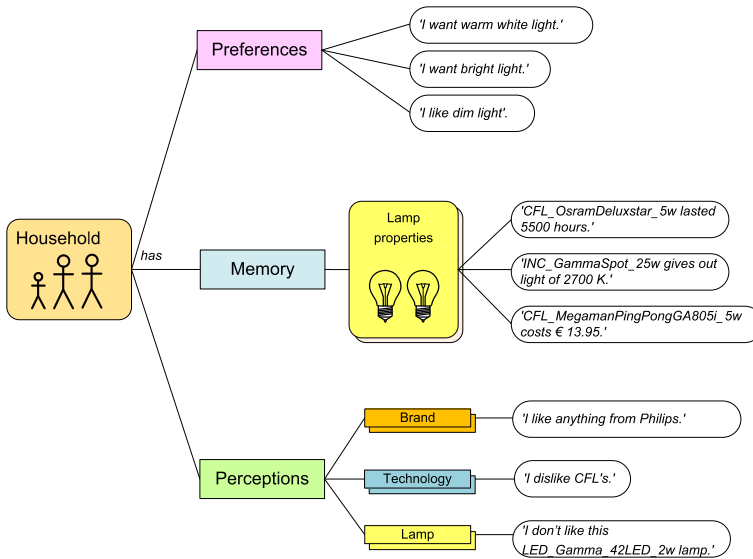 Preferences
'I want warm white light.'
'I want bright light.'
'I like dim light'.
Household
has
Memory
Lamp
properties
'CFL_OsramDeluxstar_5w lasted
5500 hours.'
'INC_GammaSpot_25w gives out
light of 2700 K.'
'CFL_MegamanPingPongGA805i_5w
costs € 13.95.'
Perceptions
Brand
'I like anything from Philips.'
Technology
'I dislike CFL's.'
Lamp
'I don't like this
LED_Gamma_42LED_2w lamp.'